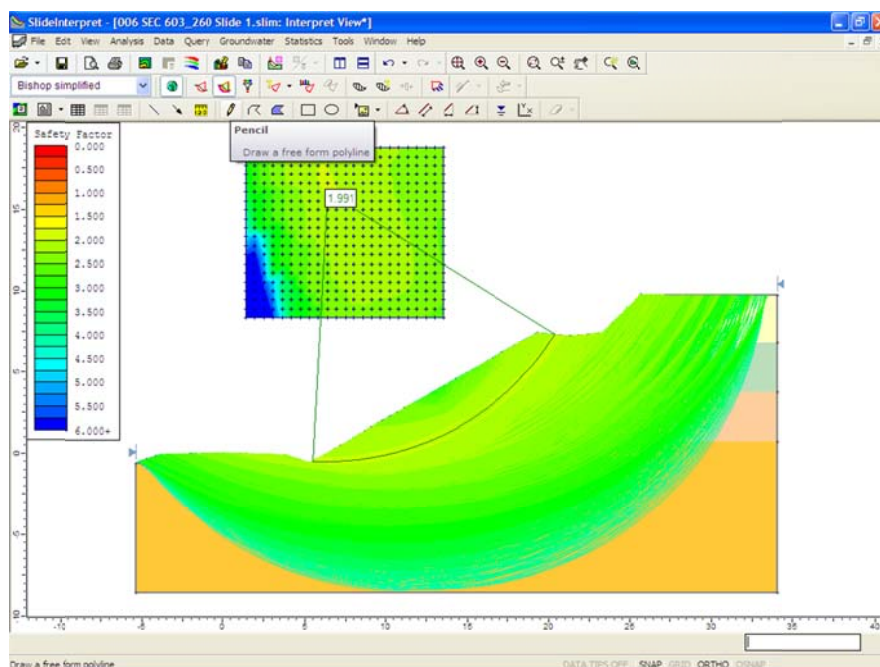 SlideInterpret - [006 SEC 603_260 Slide 1.slim: Interpret View*]
File Edit View Analysis Data Query Groundwater Statistics Tools Window Help
Bishop simplified
Pencil
Draw a free form polyline
Safety Factor
0.000
0.500
1.000
1.500
2.000
2.500
3.000
3.500
4.000
4.500
5.000
5.500
6.000+
1.991
20
15
10
5
0
-5
-10
-10 -5 0 5 10 15 20 25 30 35 40
Draw a free form polyline
DATA TIPS OFF SNAP GRID ORTHO OSNAP